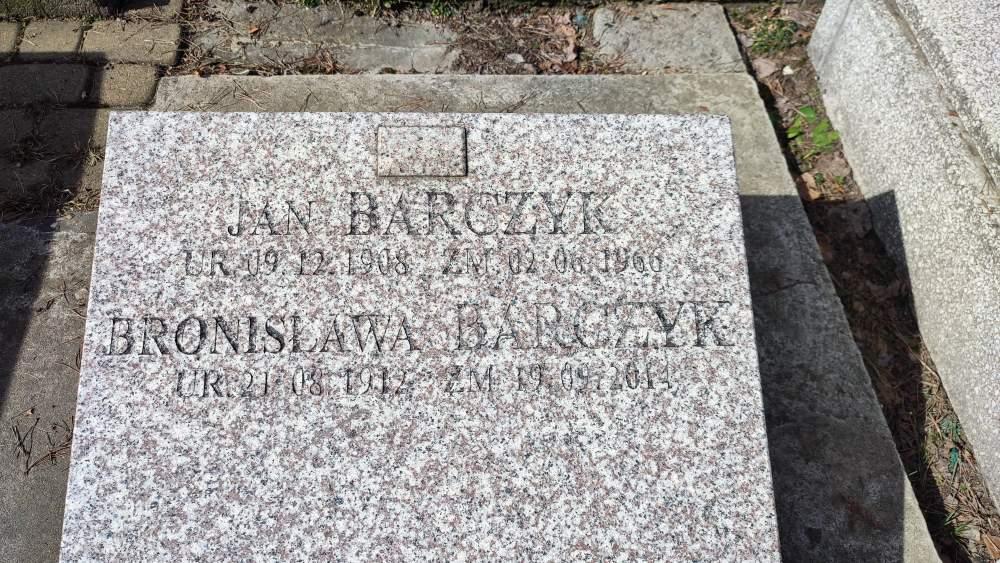 JAN BARCZYK
UR. 09.12.1908 ZM. 02.06.1966
BRONISŁAWA BARCZYK
UR. 21.08.1912 ZM. 19.09.2014